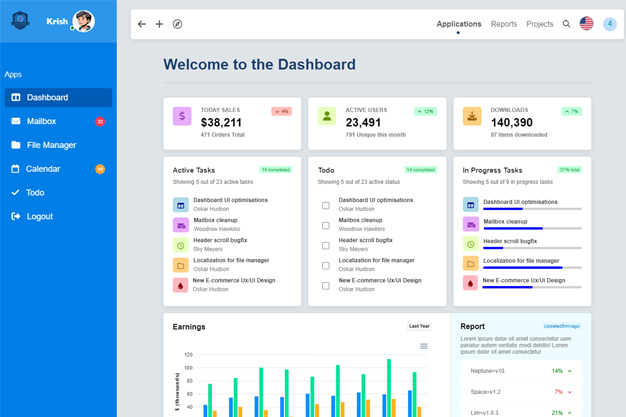 Krish
Applications Reports Projects 4
Apps
Dashboard
Mailbox
File Manager
Calendar
Todo
Logout
Welcome to the Dashboard
TODAY SALES 4%
$38,211
471 Orders Total
ACTIVE USERS 12%
23,491
791 Unique this month
DOWNLOADS 7%
140,390
87 Items downloaded
Active Tasks 14 completed
Showing 5 out of 23 active tasks
Dashboard UI optimisations
Oskar Hudson
Mailbox cleanup
Woodraw Hawkins
Header scroll bugfix
Sky Meyers
Localization for file manager
Oskar Hudson
New E-commerce Ux/Ui Design
Oskar Hudson
Todo 14 completed
Showing 5 out of 23 active status
Dashboard UI optimisations
Oskar Hudson
Mailbox cleanup
Woodrow Hawkins
Header scroll bugfix
Sky Meyers
Localization for file manager
Oskar Hudson
New E-commerce Ux/Ui Design
Oskar Hudson
In Progress Tasks 37% total
Showing 5 out of 9 in progress tasks
Dashboard UI optimisations
Mailbox cleanup
Header scroll bugfix
Localization for file manager
New E-commerce Ux/Ui Design
Earnings Last Year
120
100
80
60
40
$ (thousands)
Report Updated5minago
Lorem ipsum dolor sit amet consectetur uam
pariatur autem veritatis modi distinctio.
Lorem ipsum dolor sit amet consectetur
Neptune=v10. 14%
Space=v1.2 7%
Lim=v1.0.3 21%